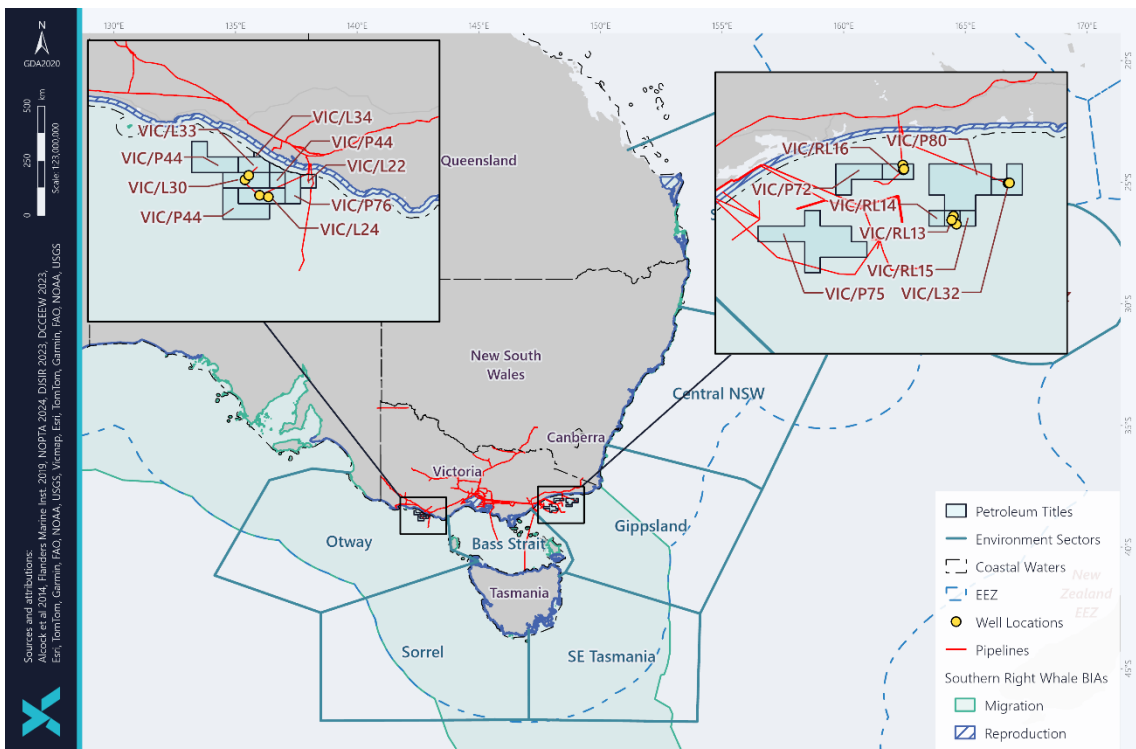 130°E
135°E
140°E
145°E
150°E
155°E
160°E
165°E
170°E
20°S
25°S
30°S
35°S
40°S
45°S
GDA2020
500
250
0
km
Scale: 1:23,000,000
Sources and attributions:
Alcock et al 2014, Flanders Marine Inst. 2019, NOPTA 2024, DJSIR 2023, DCCEEW 2023,
Esri, TomTom, Garmin, FAO, NOAA, USGS, Vicmap, Esri, TomTom, Garmin, FAO, NOAA, USGS
VIC/L33
VIC/L34
VIC/P44
VIC/P44
VIC/L22
VIC/L30
VIC/P76
VIC/P44
VIC/L24
VIC/RL16
VIC/P80
VIC/P72
VIC/RL14
VIC/RL13
VIC/RL15
VIC/P75
VIC/L32
Queensland
New South
Wales
Central NSW
Canberra
Victoria
Otway
Bass Strait
Gippsland
Tasmania
Sorrel
SE Tasmania
New
Zealand
EEZ
Petroleum Titles
Environment Sectors
Coastal Waters
EEZ
Well Locations
Pipelines
Southern Right Whale BIAs
Migration
Reproduction